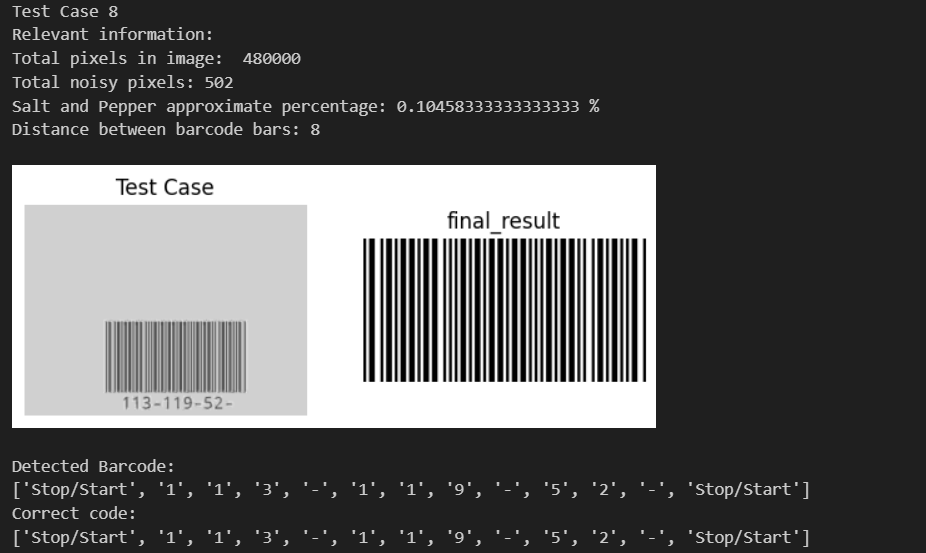 Test Case 8
Relevant information:
Total pixels in image:  480000
Total noisy pixels: 502
Salt and Pepper approximate percentage: 0.10458333333333333 %
Distance between barcode bars: 8
Test Case
final_result
113-119-52-
Detected Barcode:
['Stop/Start', '1', '1', '3', '-', '1', '1', '9', '-', '5', '2', '-', 'Stop/Start']
Correct code:
['Stop/Start', '1', '1', '3', '-', '1', '1', '9', '-', '5', '2', '-', 'Stop/Start']